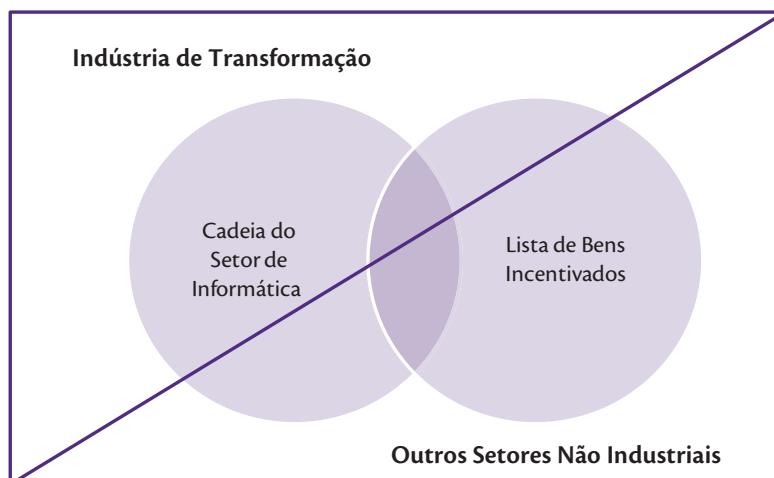 Indústria de Transformação
Cadeia do
Setor de
Informática
Lista de Bens
Incentivados
Outros Setores Não Industriais